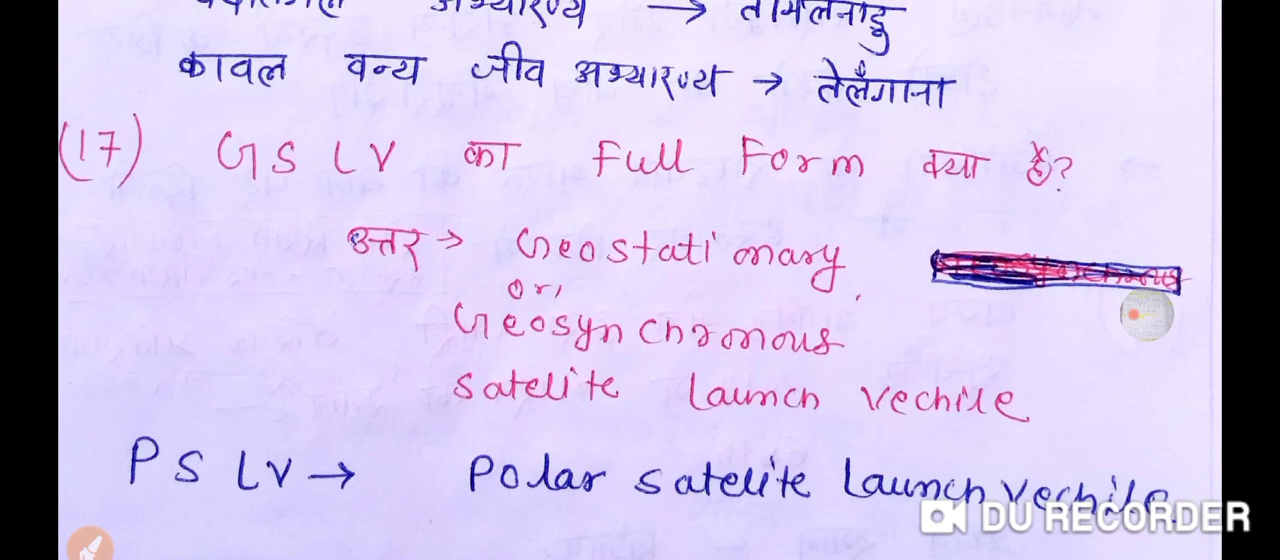 अभ्यारण्य → तामिलनाडु
कावल वन्य जीव अभ्यारण्य → तेलँगाना
(17) GSLV का Full Form क्या है?
उत्तर → Geostationary
or,
Geosynchronous
satelite Launch vechile
PSLV → Polar satelite Launch vechile
DU RECORDER